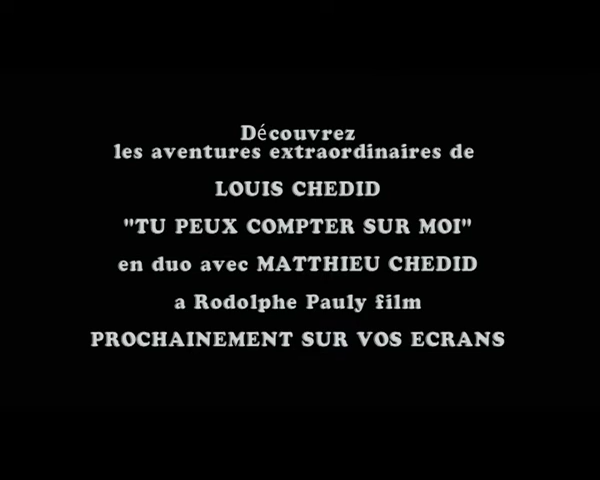 Découvrez
les aventures extraordinaires de
LOUIS CHEDID
"TU PEUX COMPTER SUR MOI"
en duo avec MATTHIEU CHEDID
a Rodolphe Pauly film
PROCHAINEMENT SUR VOS ECRANS